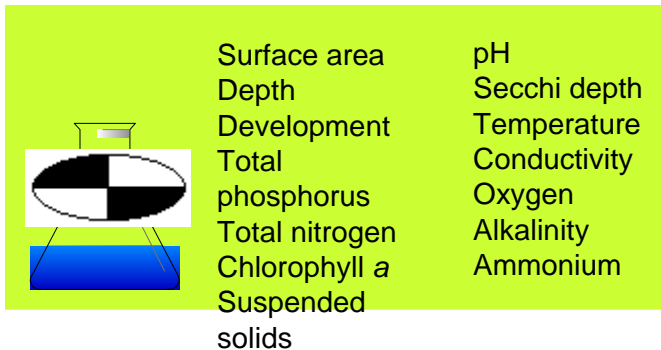 Surface area
Depth
Development
Total
phosphorus
Total nitrogen
Chlorophyll a
Suspended
solids
pH
Secchi depth
Temperature
Conductivity
Oxygen
Alkalinity
Ammonium